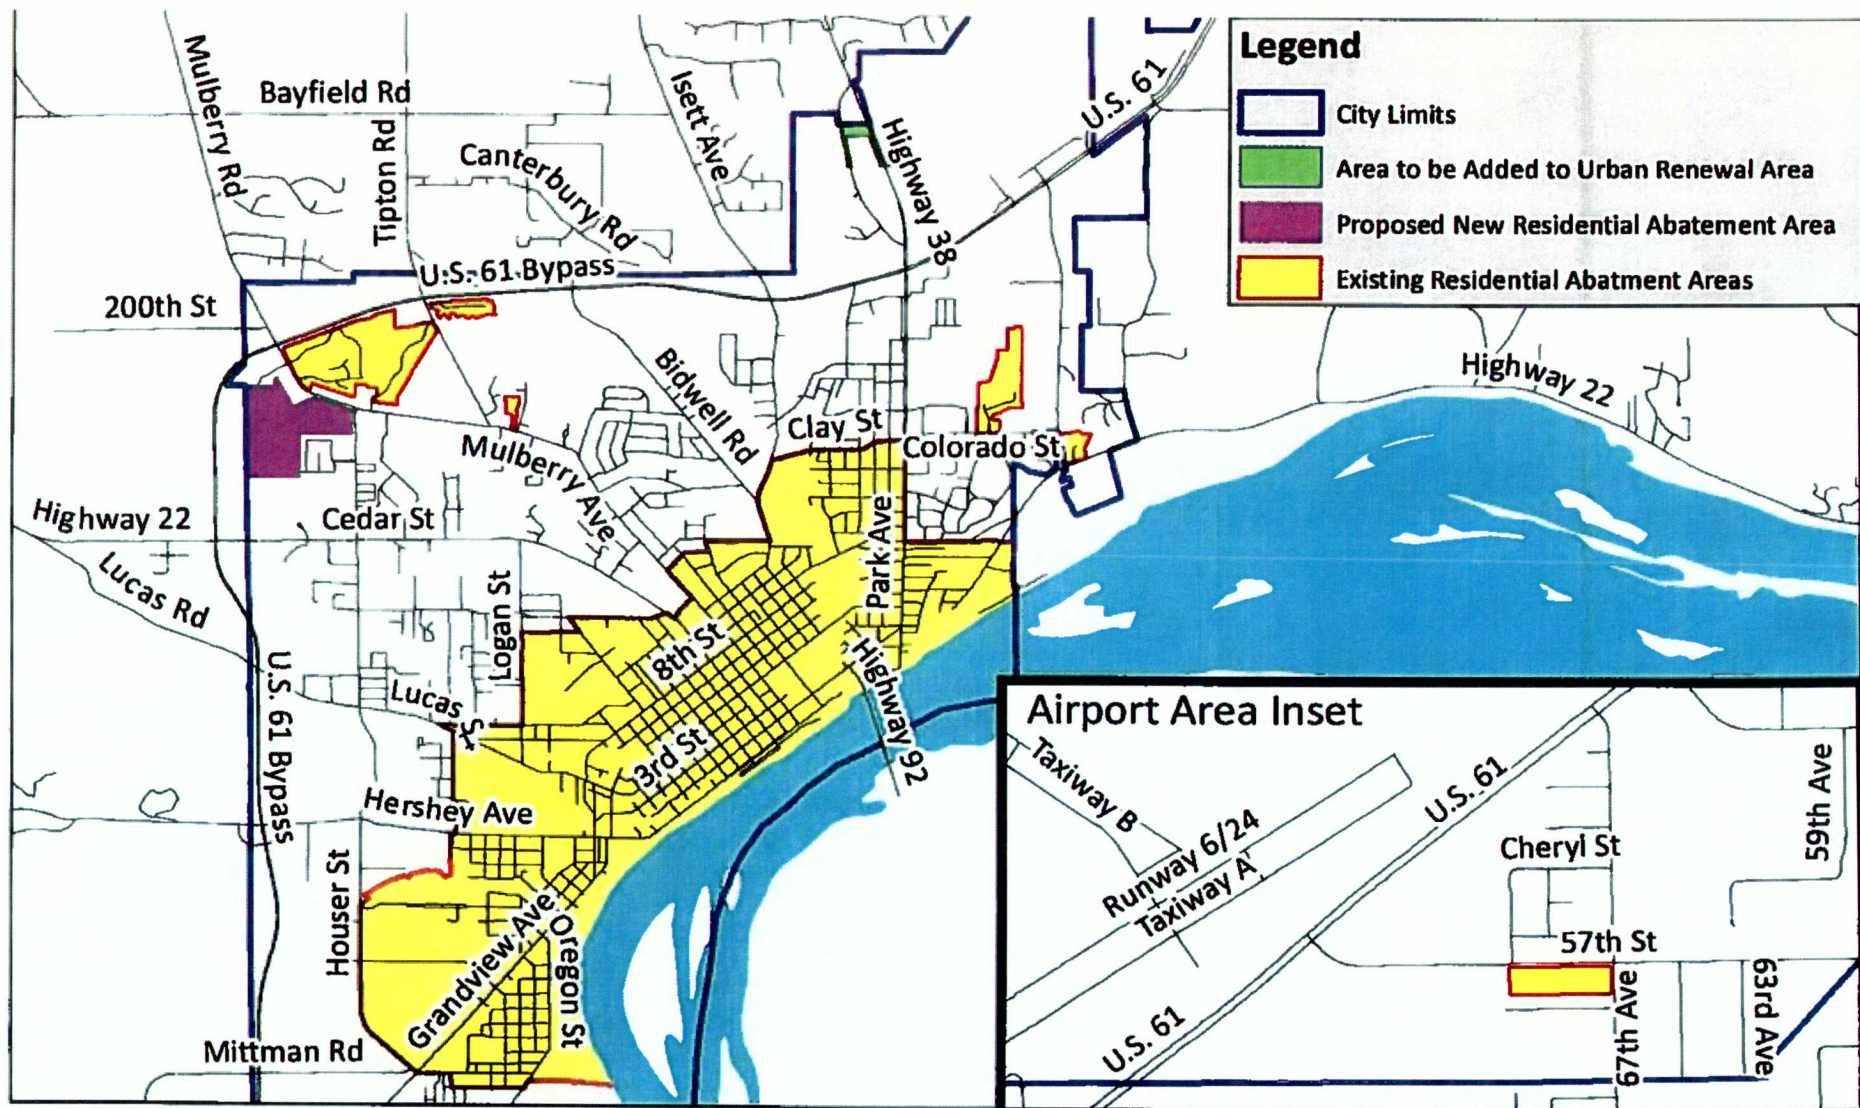 Legend
City Limits
Area to be Added to Urban Renewal Area
Proposed New Residential Abatement Area
Existing Residential Abatment Areas
Mulberry Rd
Bayfield Rd
Tipton Rd
Canterbury Rd
Isett Ave
Highway 38
U.S. 61
U.S. 61 Bypass
200th St
Bidwell Rd
Clay St
Colorado St
Highway 22
Mulberry Ave
Highway 22
Cedar St
Park Ave
Lucas Rd
Logan St
8th St
Highway 92
Lucas S
3rd St
U.S. 61 Bypass
Hershey Ave
Houser St
Grandview Ave
Oregon St
Mittman Rd
Airport Area Inset
Taxiway B
Runway 6/24
Taxiway A
U.S. 61
59th Ave
Cheryl St
57th St
67th Ave
63rd Ave
U.S. 61